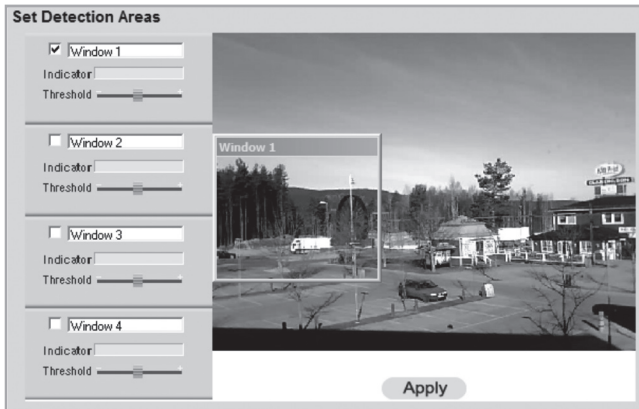 Set Detection Areas
Window 1
Indicator
Threshold
Window 2
Indicator
Threshold
Window 3
Indicator
Threshold
Window 4
Indicator
Threshold
Window 1
Apply